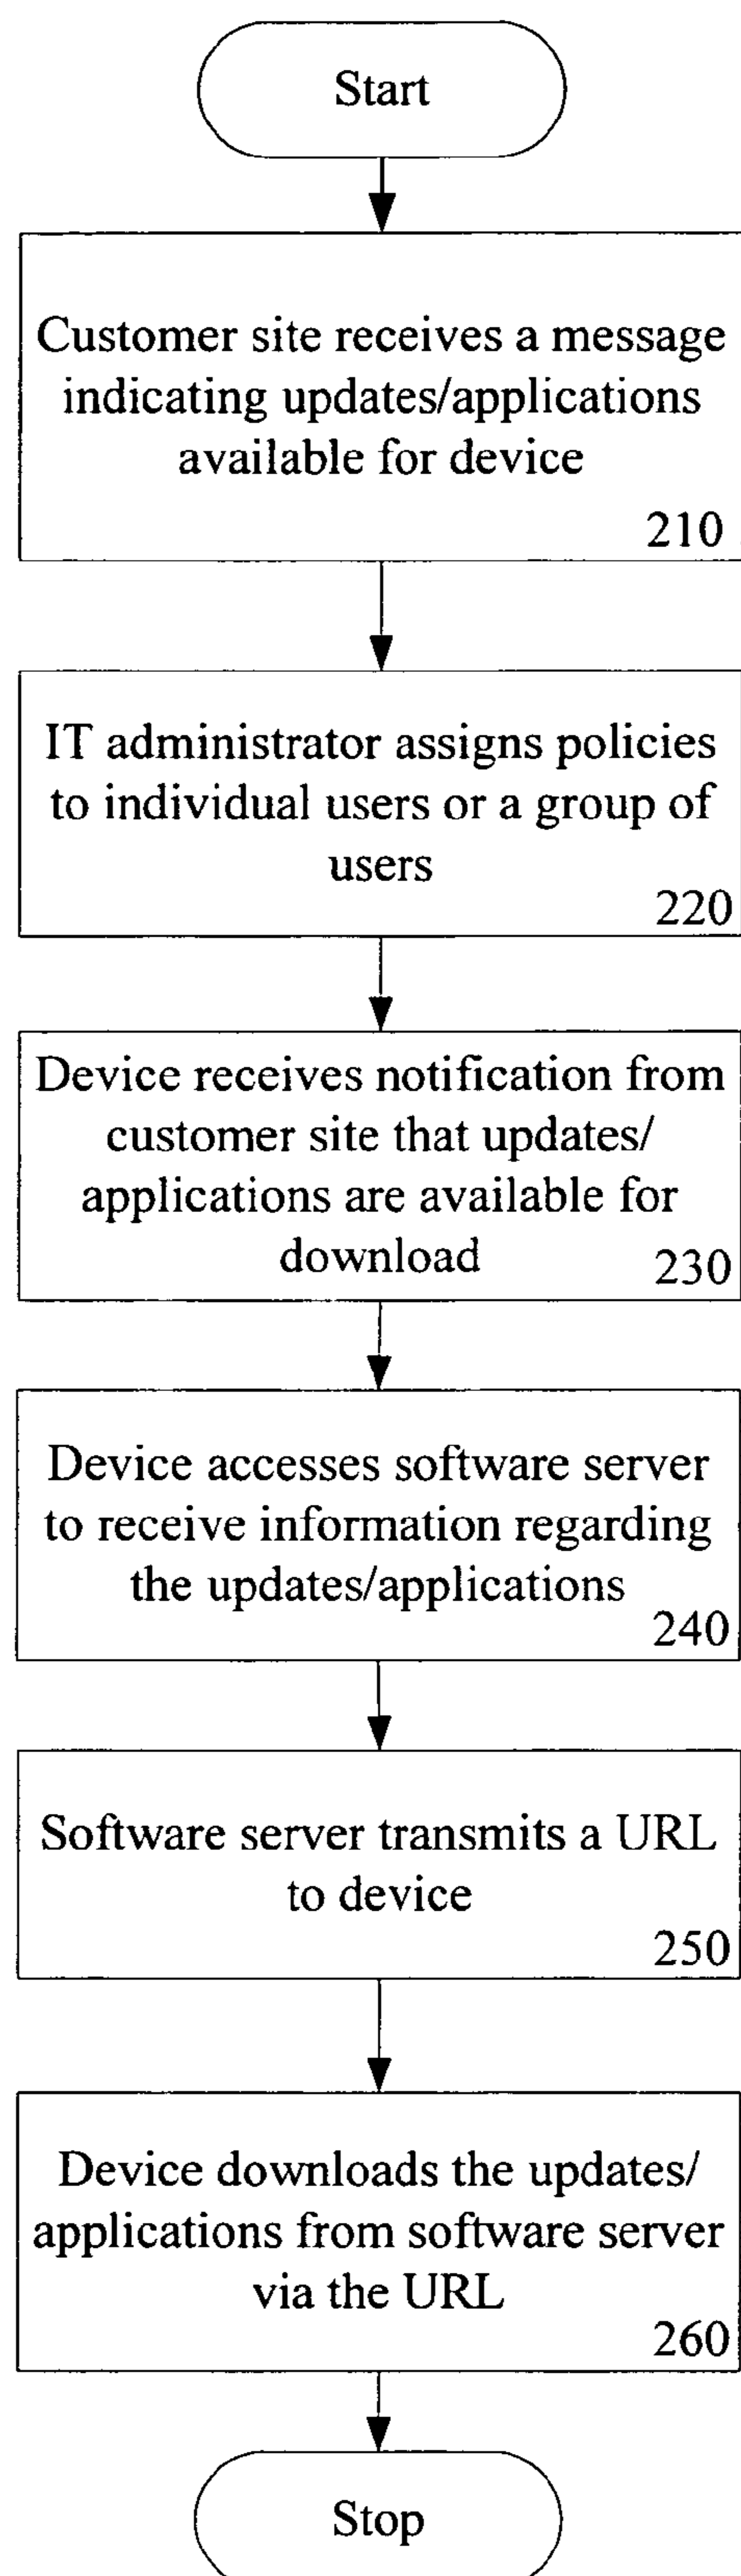 Start
Customer site receives a message
indicating updates/applications
available for device
210
IT administrator assigns policies
to individual users or a group of
users
220
Device receives notification from
customer site that updates/
applications are available for
download
230
Device accesses software server
to receive information regarding
the updates/applications
240
Software server transmits a URL
to device
250
Device downloads the updates/
applications from software server
via the URL
260
Stop